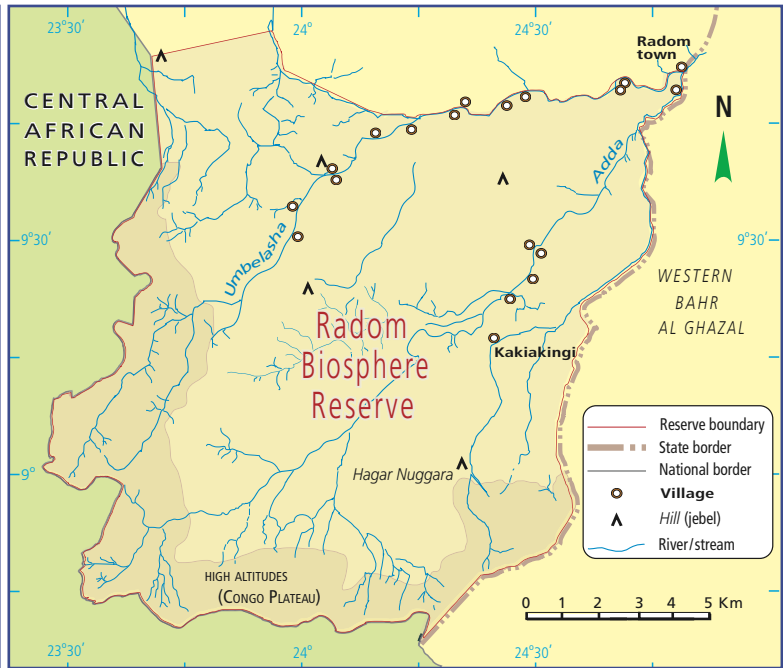 23°30′
24°
24°30′
Radom
town
CENTRAL
AFRICAN
REPUBLIC
N
Adda
Umbelasha
9°30′
9°30′
WESTERN
BAHR
AL GHAZAL
Radom
Biosphere
Reserve
Kakiakingi
Hagar Nuggara
9°
9°
Reserve boundary
State border
National border
Village
Hill (jebel)
River/stream
HIGH ALTITUDES
(CONGO PLATEAU)
0 1 2 3 4 5 Km
23°30′
24°
24°30′